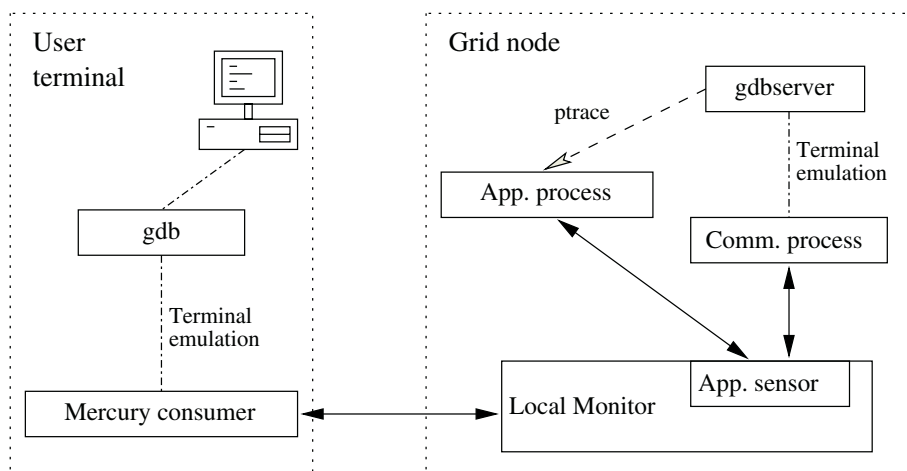 User
terminal
gdb
Terminal
emulation
Mercury consumer
Grid node
gdbserver
ptrace
Terminal
emulation
App. process
Comm. process
App. sensor
Local Monitor